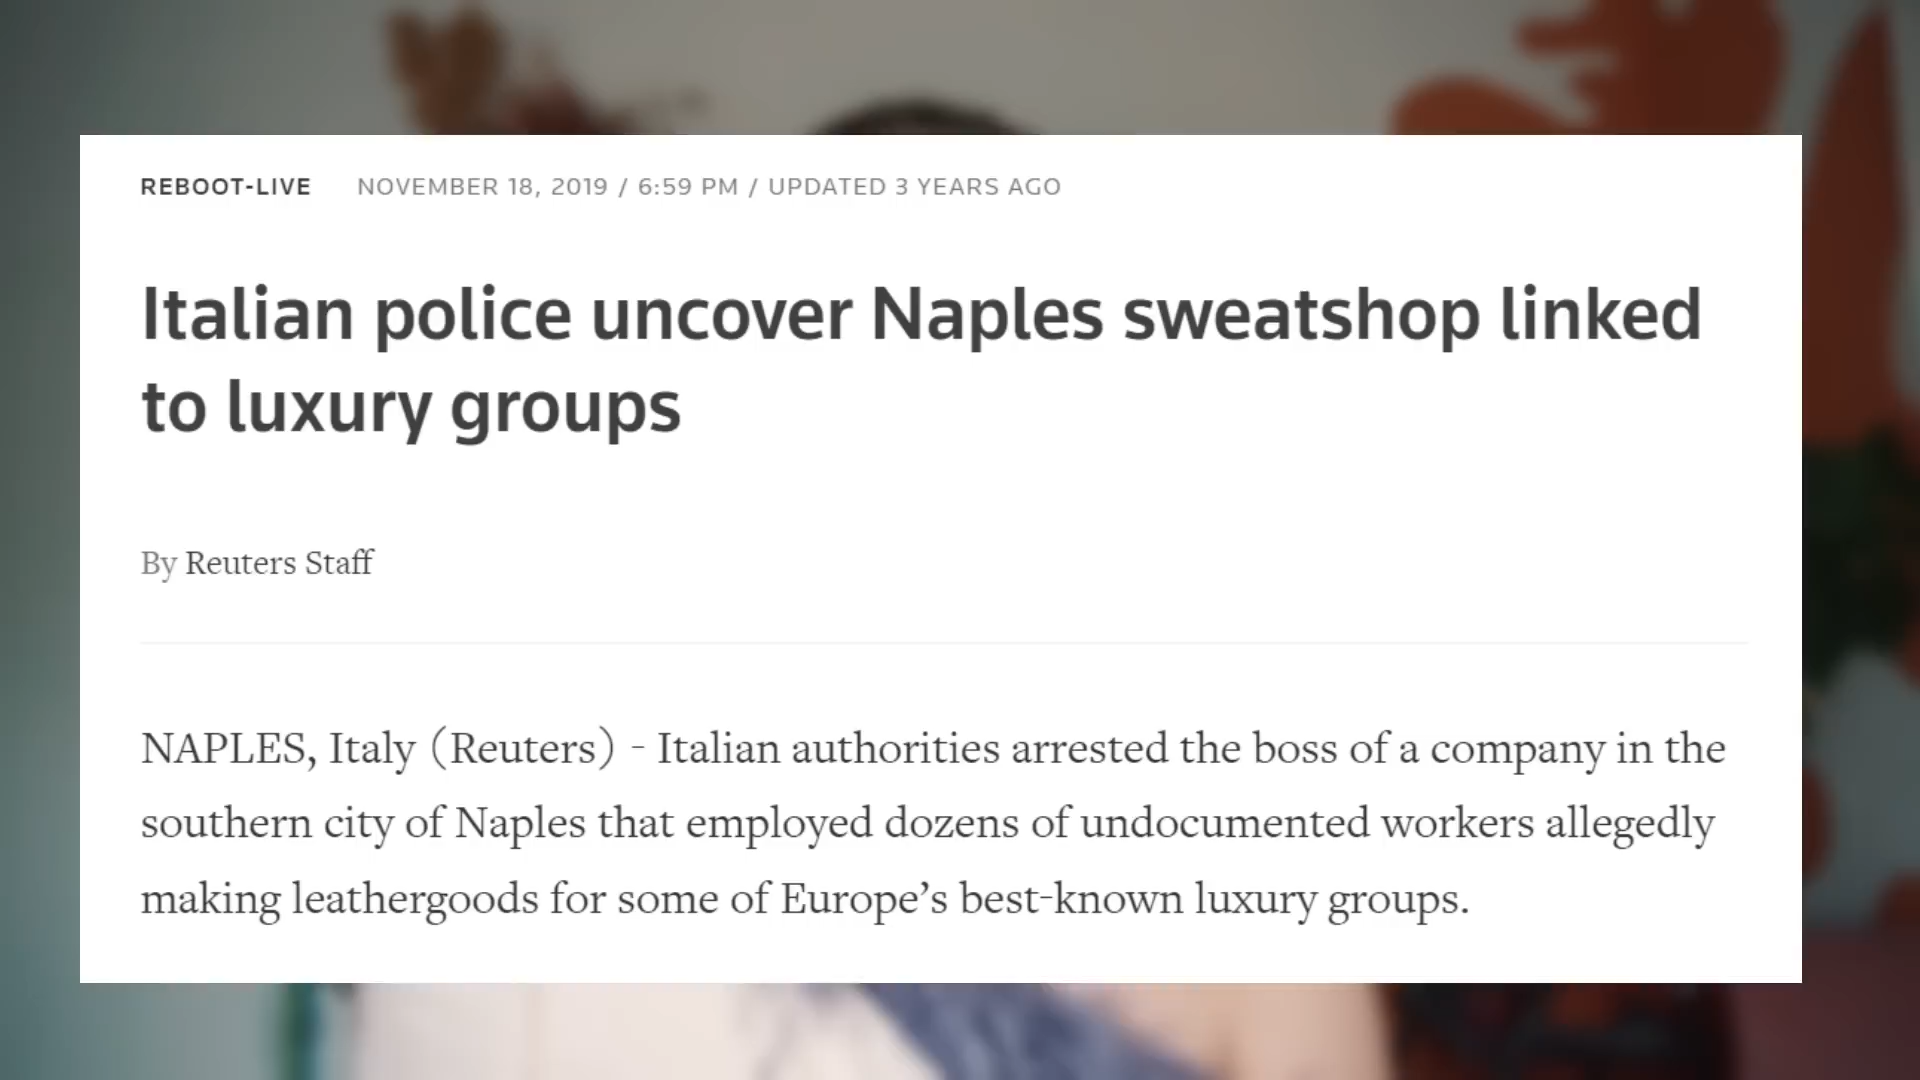 REBOOT-LIVE NOVEMBER 18, 2019 / 6:59 PM / UPDATED 3 YEARS AGO
Italian police uncover Naples sweatshop linked
to luxury groups
By Reuters Staff
NAPLES, Italy (Reuters) - Italian authorities arrested the boss of a company in the
southern city of Naples that employed dozens of undocumented workers allegedly
making leathergoods for some of Europe’s best-known luxury groups.